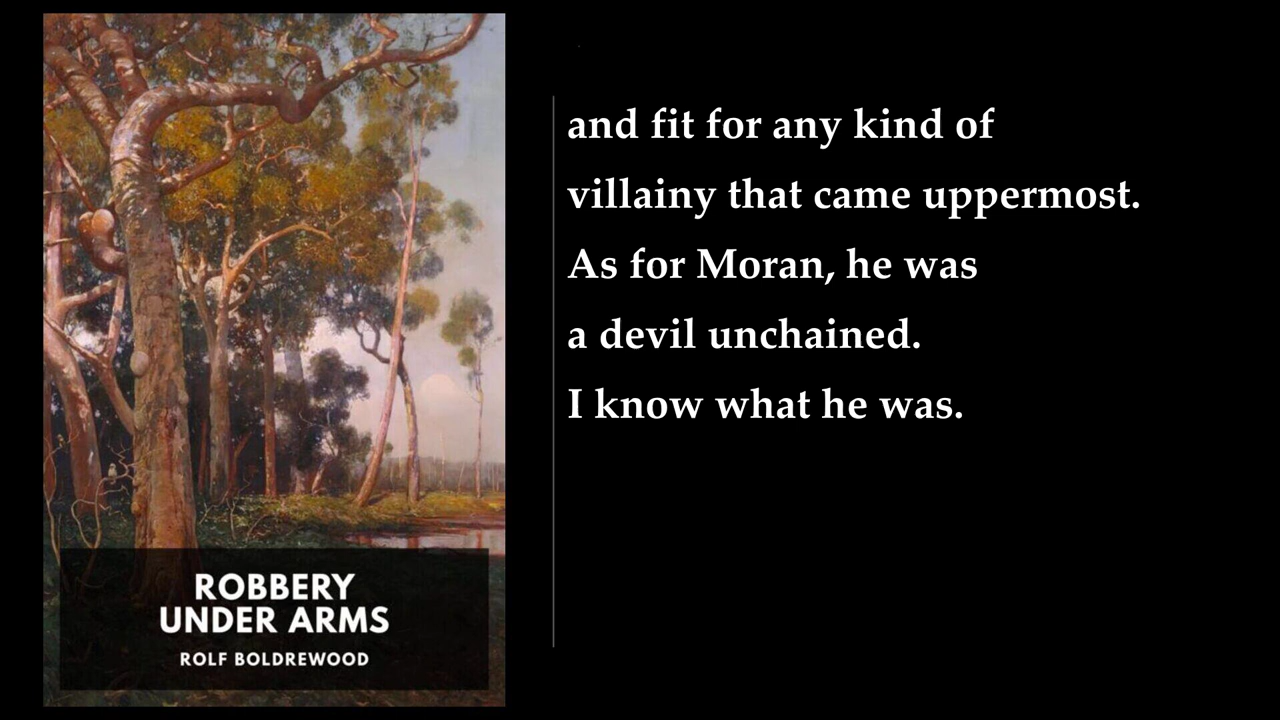 and fit for any kind of
villainy that came uppermost.
As for Moran, he was
a devil unchained.
I know what he was.
ROBBERY
UNDER ARMS
ROLF BOLDREWOOD